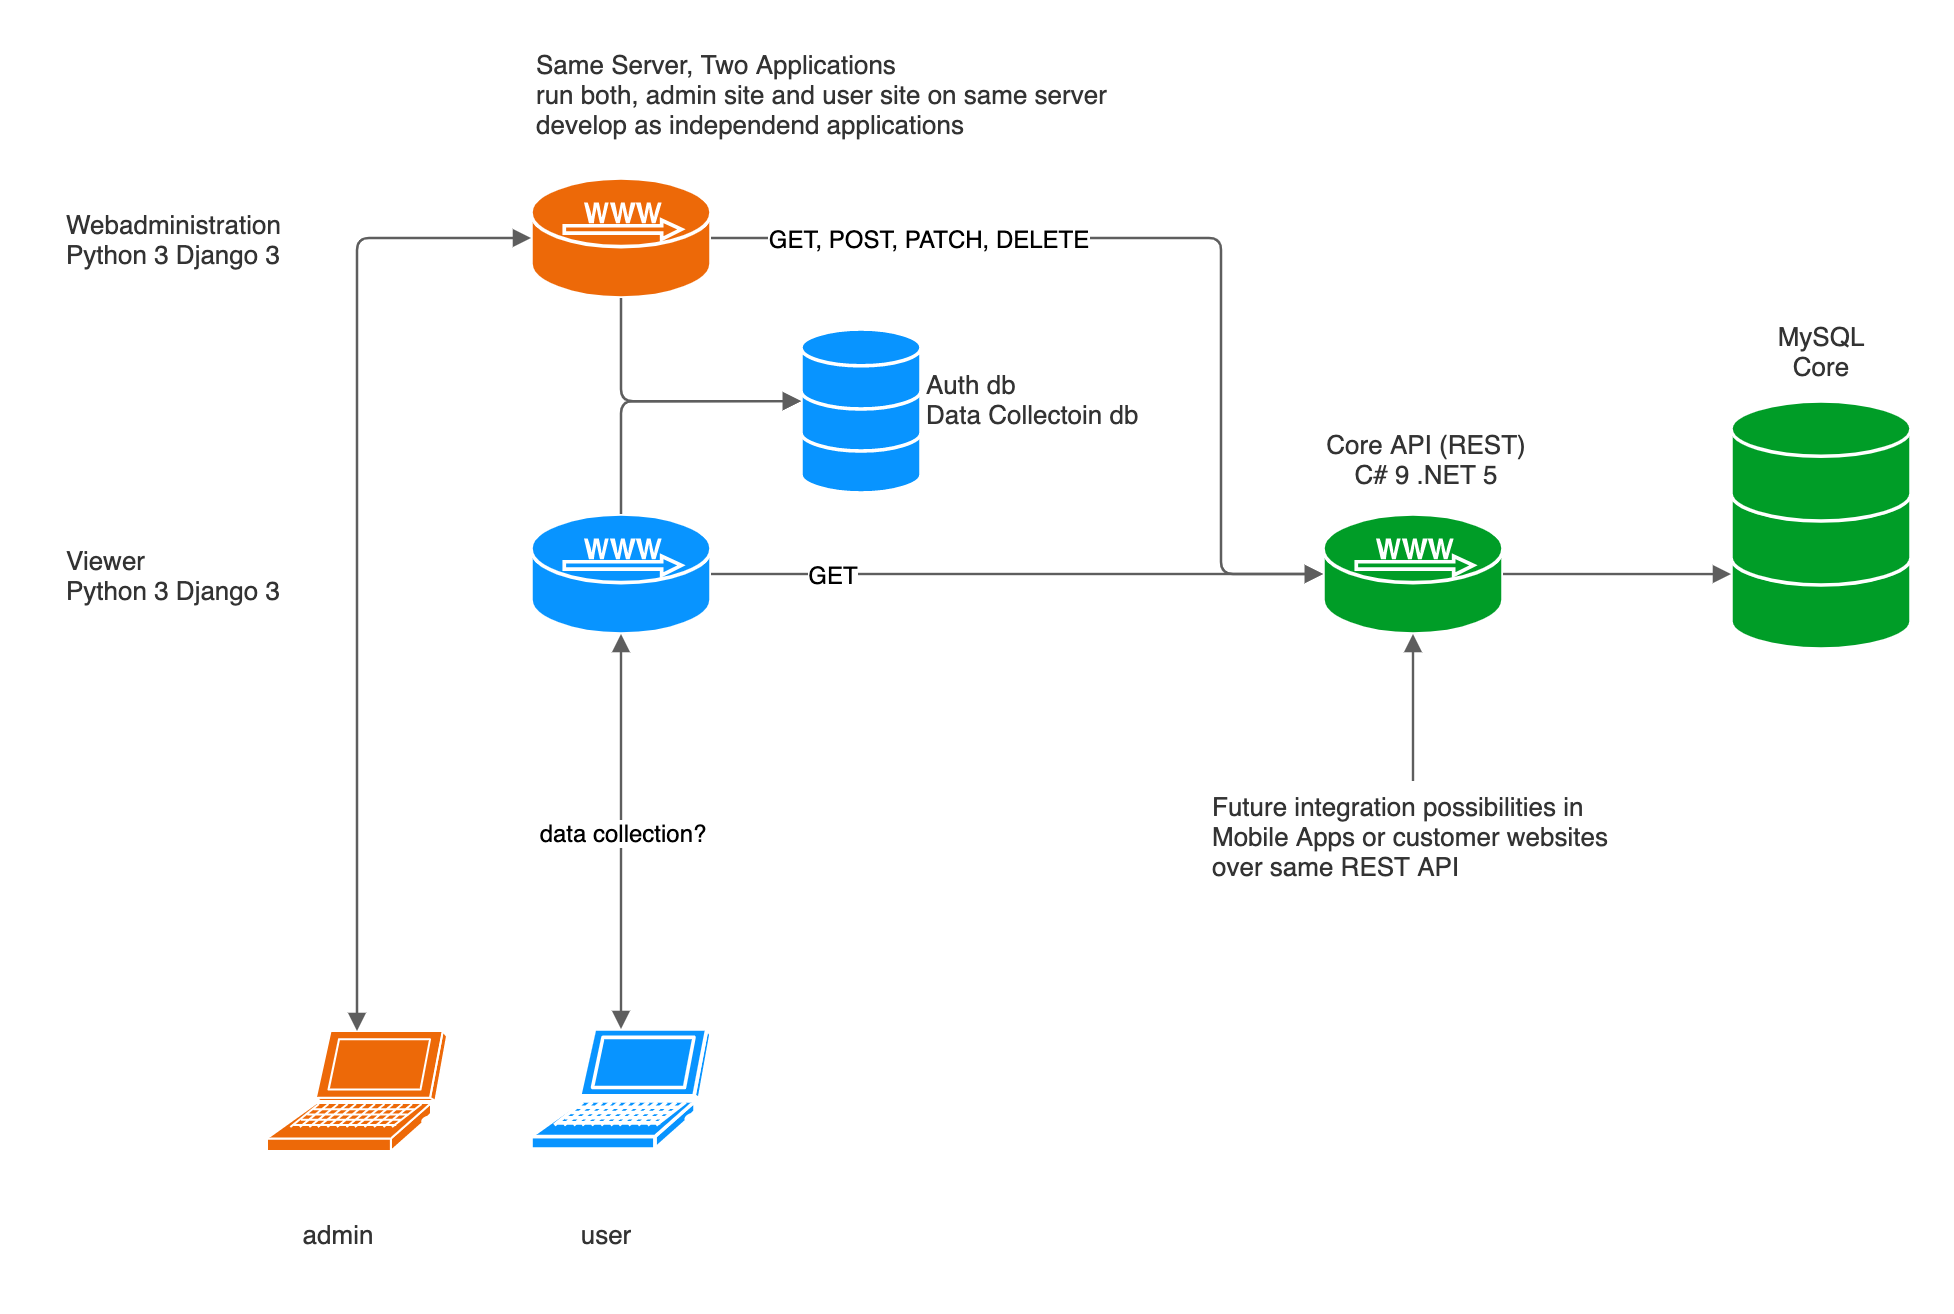 Same Server, Two Applications
run both, admin site and user site on same server
develop as independend applications
Webadministration
Python 3 Django 3
WWW
GET, POST, PATCH, DELETE
Auth db
Data Collectoin db
MySQL
Core
Core API (REST)
C# 9 .NET 5
Viewer
Python 3 Django 3
WWW
GET
WWW
data collection?
Future integration possibilities in
Mobile Apps or customer websites
over same REST API
admin
user